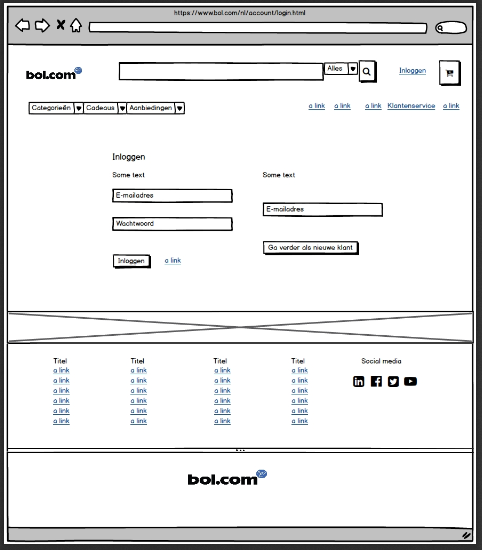 https://www.bol.com/nl/account/login.html
bol.com
Alles
Inloggen
Categorieën Cadeaus Aanbiedingen
a link a link a link Klantenservice a link
Inloggen
Some text
E-mailadres
Wachtwoord
Inloggen a link
Some text
E-mailadres
Ga verder als nieuwe klant
Titel Titel Titel Titel Social media
a link a link a link a link
a link a link a link a link
a link a link a link a link
a link a link a link a link
a link a link a link a link
a link a link a link a link
bol.com